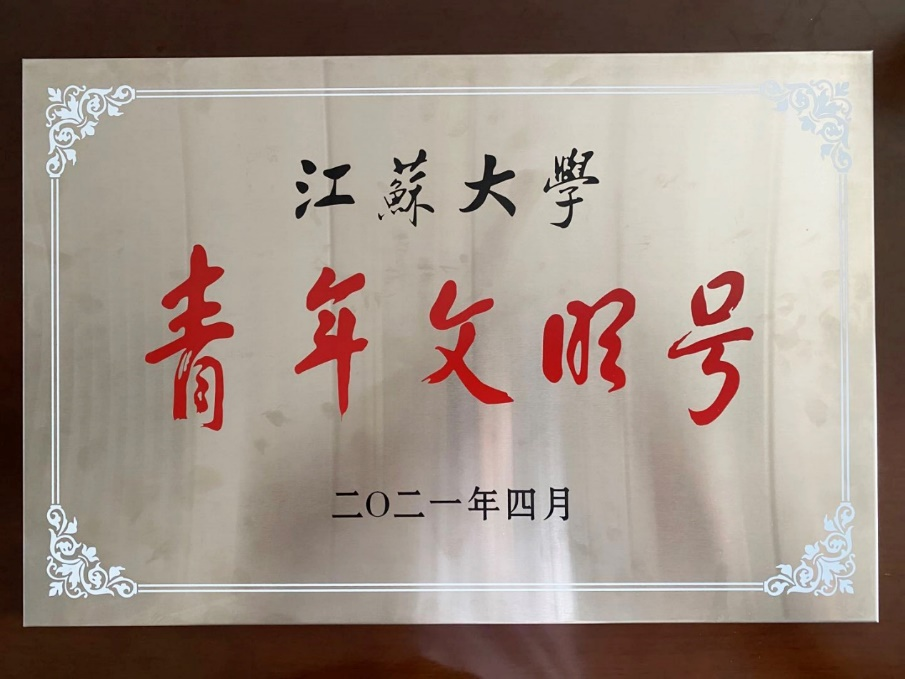 江蘇大學
青年文明号
二〇二一年四月